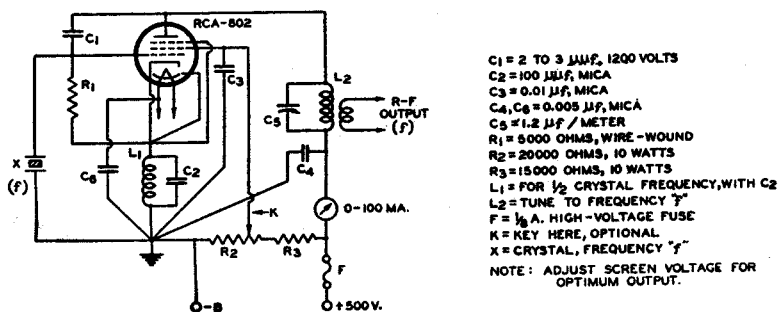 RCA-802
C1
R1
C3
L2
C5
R-F
OUTPUT
(f)
X
(f)
C6
L1
C2
C4
K
0-100 MA.
R2
R3
F
-B
+500V.
C1 = 2 TO 3 µµf, 1200 VOLTS
C2 = 100 µµf, MICA
C3 = 0.01 µf, MICA
C4, C6 = 0.005 µf, MICA
C5 = 1.2 µf / METER
R1 = 5000 OHMS, WIRE-WOUND
R2 = 20000 OHMS, 10 WATTS
R3 = 15000 OHMS, 10 WATTS
L1 = FOR 1/2 CRYSTAL FREQUENCY, WITH C2
L2 = TUNE TO FREQUENCY "f"
F = 1/8 A. HIGH-VOLTAGE FUSE
K = KEY HERE, OPTIONAL
X = CRYSTAL, FREQUENCY "f"
NOTE: ADJUST SCREEN VOLTAGE FOR
OPTIMUM OUTPUT.